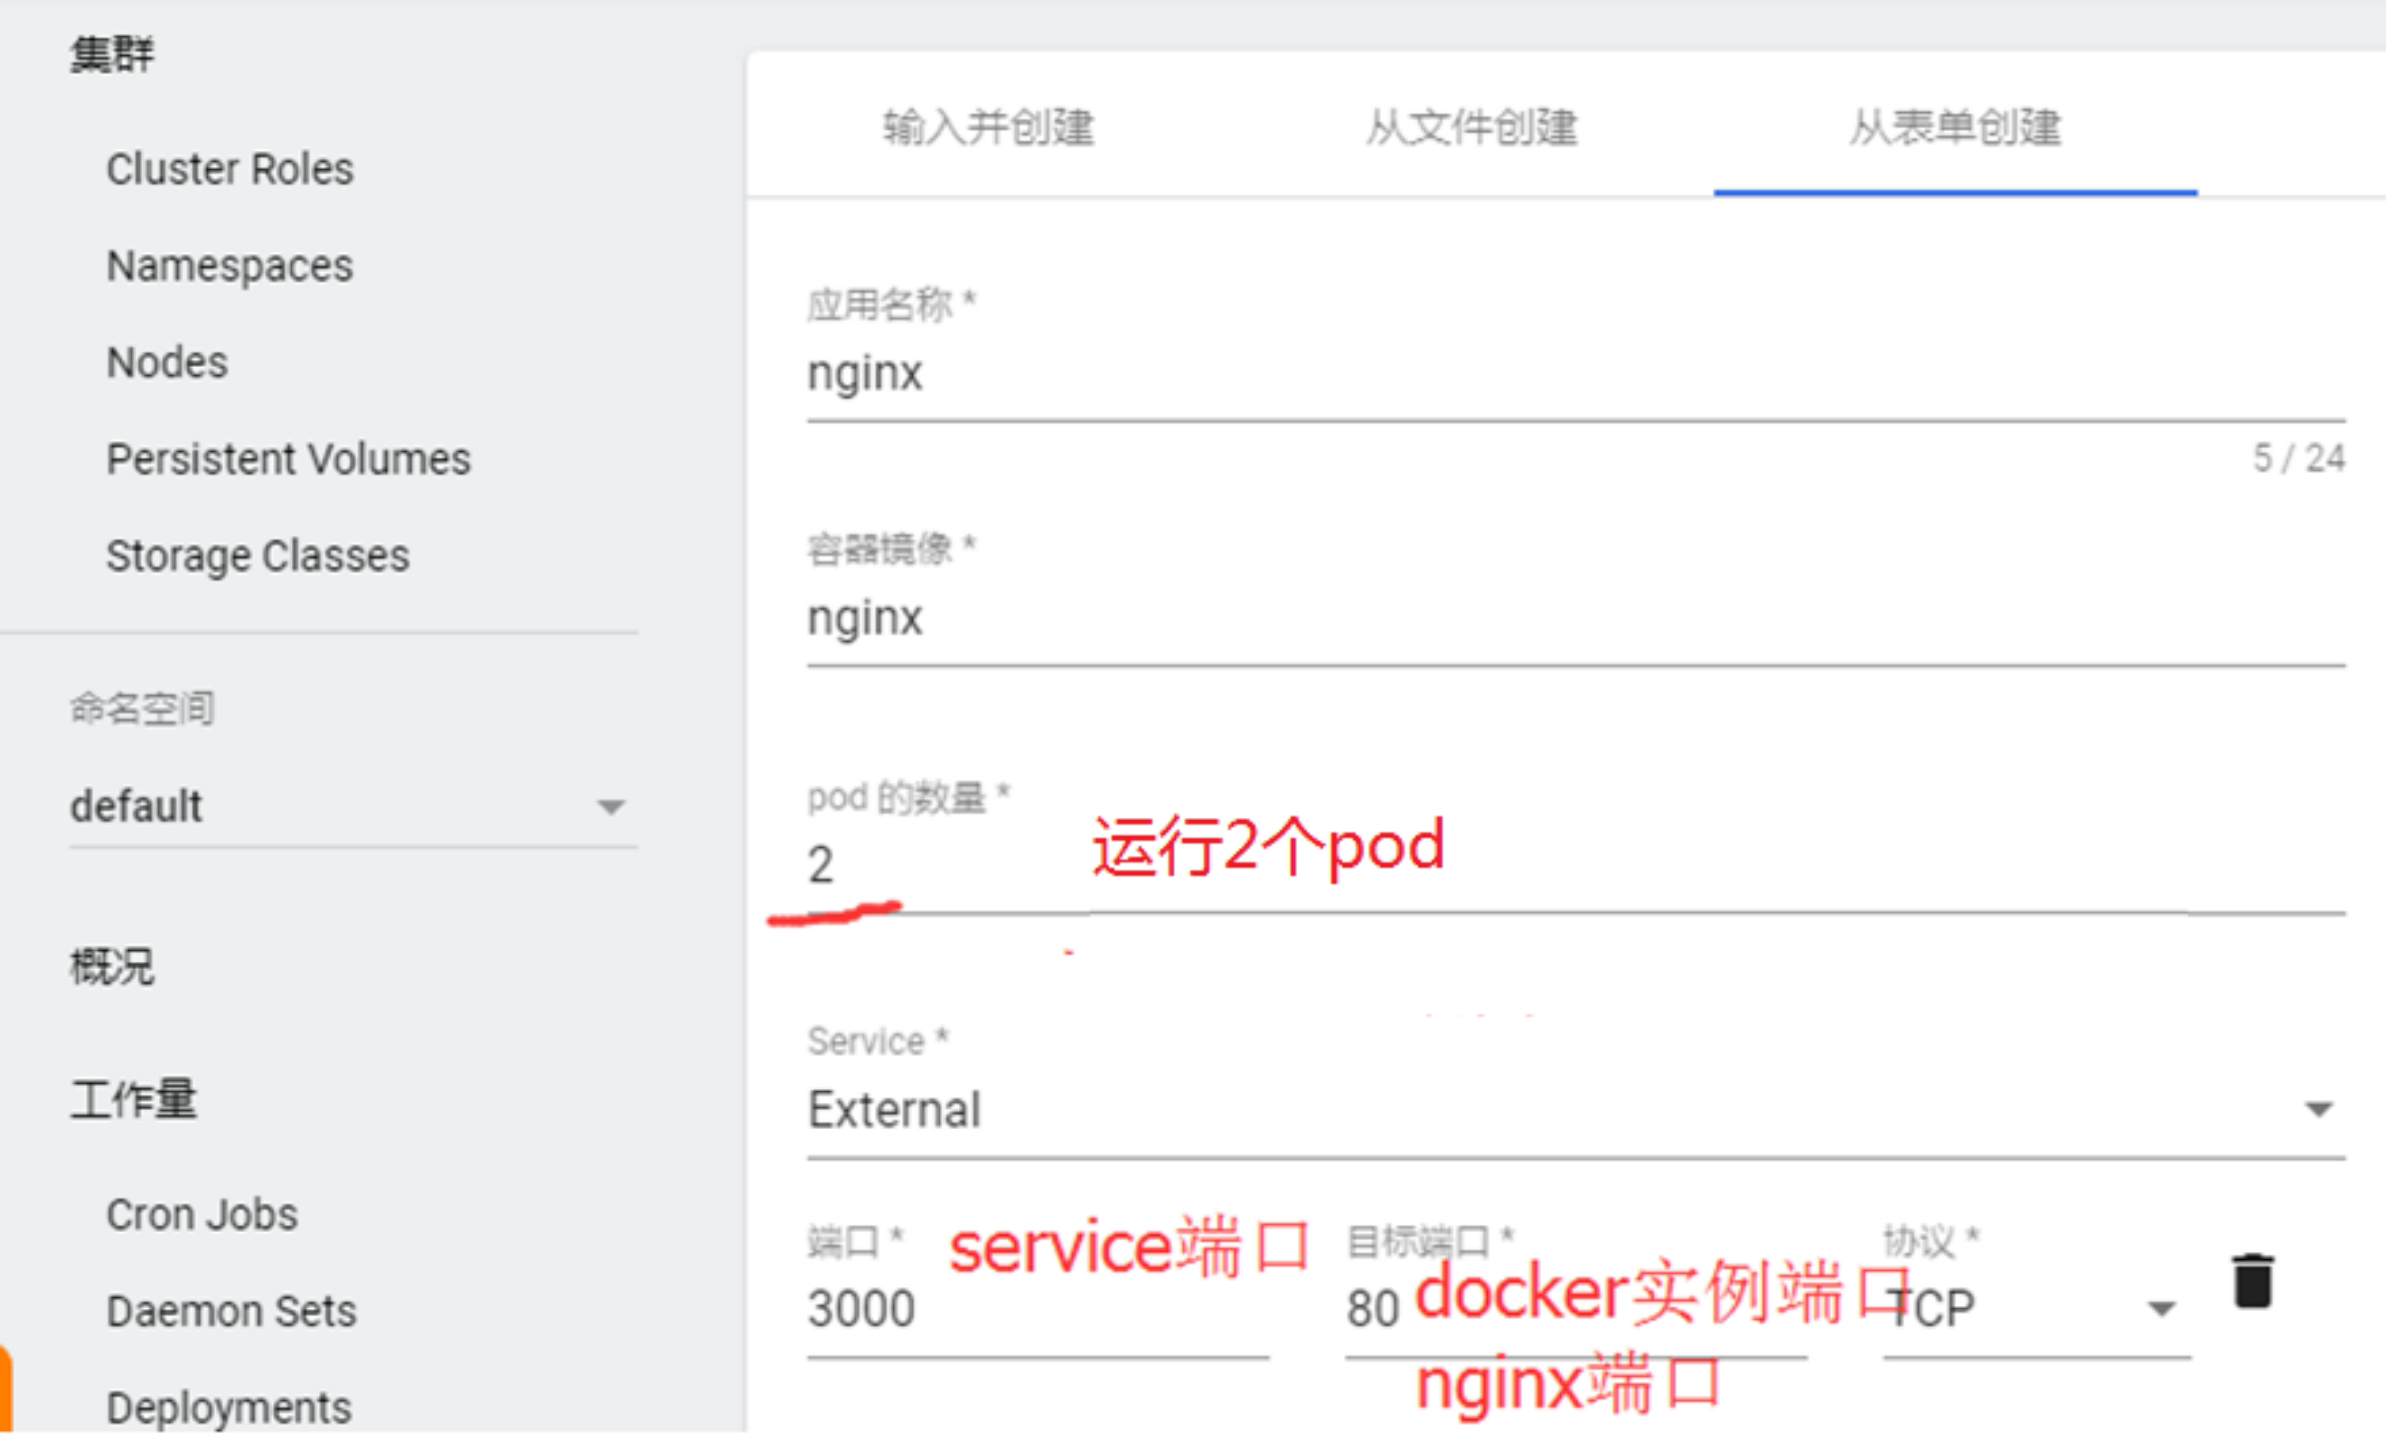 集群
Cluster Roles
Namespaces
Nodes
Persistent Volumes
Storage Classes
命名空间
default
概况
工作量
Cron Jobs
Daemon Sets
Deployments
输入并创建 从文件创建 从表单创建
应用名称 *
nginx
5 / 24
容器镜像 *
nginx
pod 的数量 *
2 运行2个pod
Service *
External
端口 * service端口 目标端口 * 协议 *
3000 80 docker实例端口 TCP
nginx端口